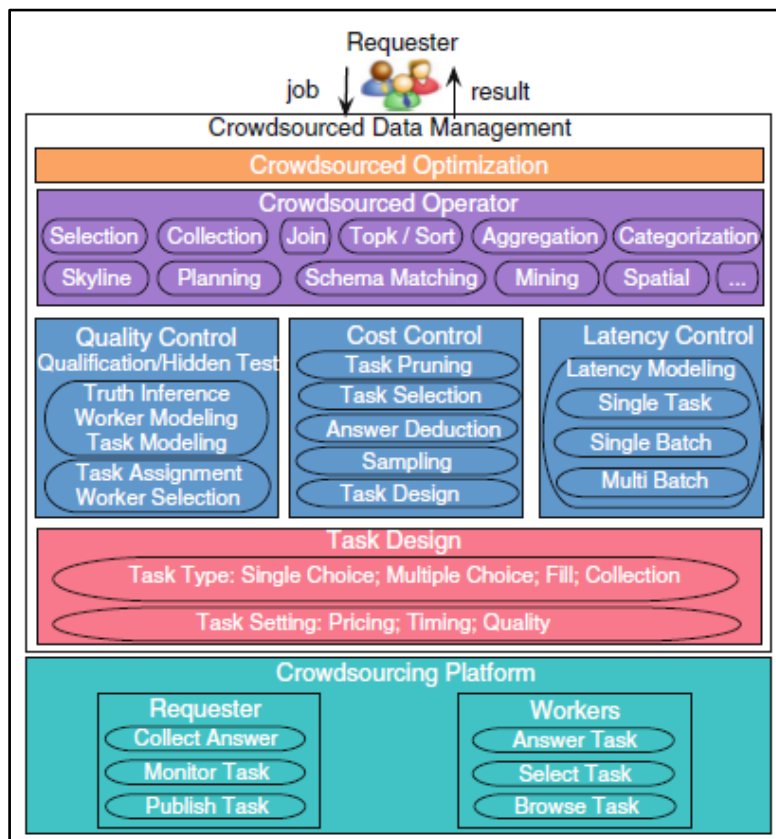 Requester
job
result
Crowdsourced Data Management
Crowdsourced Optimization
Crowdsourced Operator
Selection
Collection
Join
Topk / Sort
Aggregation
Categorization
Skyline
Planning
Schema Matching
Mining
Spatial
...
Quality Control
Qualification/Hidden Test
Truth Inference
Worker Modeling
Task Modeling
Task Assignment
Worker Selection
Cost Control
Task Pruning
Task Selection
Answer Deduction
Sampling
Task Design
Latency Control
Latency Modeling
Single Task
Single Batch
Multi Batch
Task Design
Task Type: Single Choice; Multiple Choice; Fill; Collection
Task Setting: Pricing; Timing; Quality
Crowdsourcing Platform
Requester
Collect Answer
Monitor Task
Publish Task
Workers
Answer Task
Select Task
Browse Task